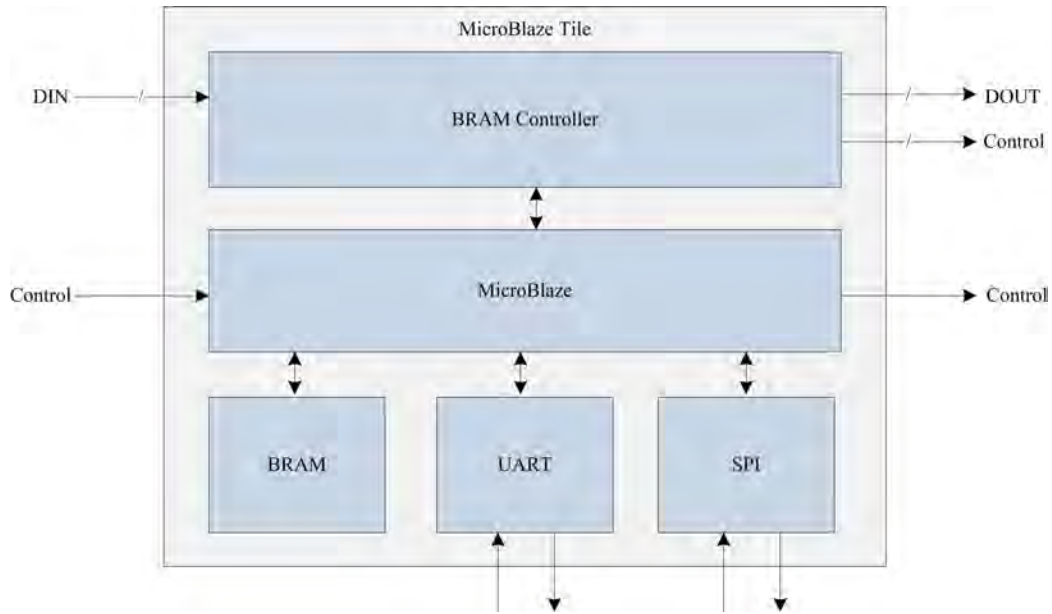 MicroBlaze Tile
DIN
BRAM Controller
DOUT
Control
Control
MicroBlaze
Control
BRAM
UART
SPI